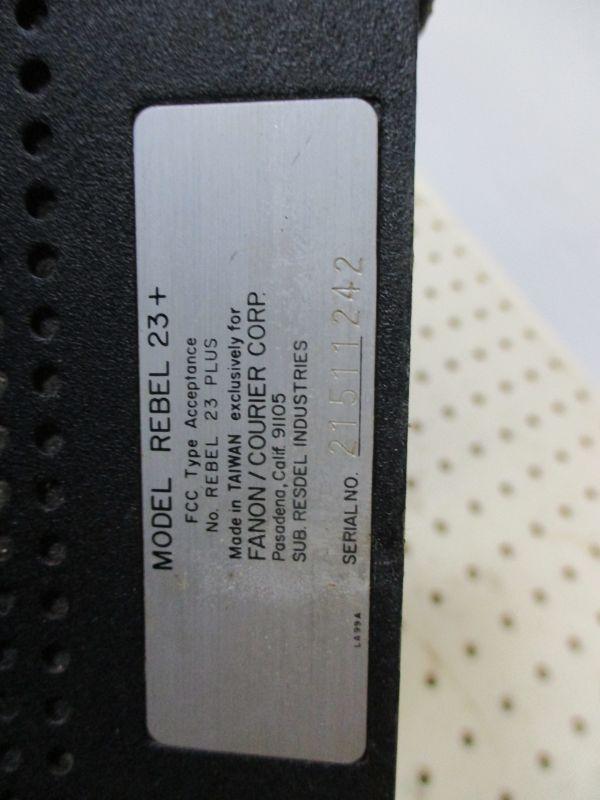 MODEL REBEL 23+
FCC Type Acceptance
No. REBEL 23 PLUS
Made in TAIWAN exclusively for
FANON/COURIER CORP.
Pasadena, Calif. 91105
SUB. RESDEL INDUSTRIES
SERIAL NO. 21511242
LA99A